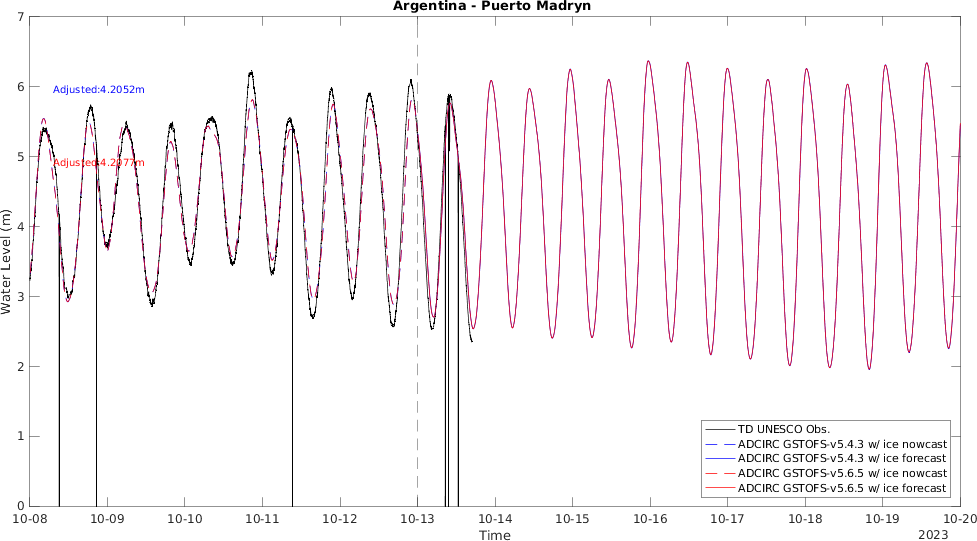 Argentina - Puerto Madryn
7
6
5
4
3
2
1
0
Water Level (m)
Adjusted:4.2052m
Adjusted:4.2077m
TD UNESCO Obs.
ADCIRC GSTOFS-v5.4.3 w/ ice nowcast
ADCIRC GSTOFS-v5.4.3 w/ ice forecast
ADCIRC GSTOFS-v5.6.5 w/ ice nowcast
ADCIRC GSTOFS-v5.6.5 w/ ice forecast
10-08 10-09 10-10 10-11 10-12 10-13 10-14 10-15 10-16 10-17 10-18 10-19 10-20
Time
2023